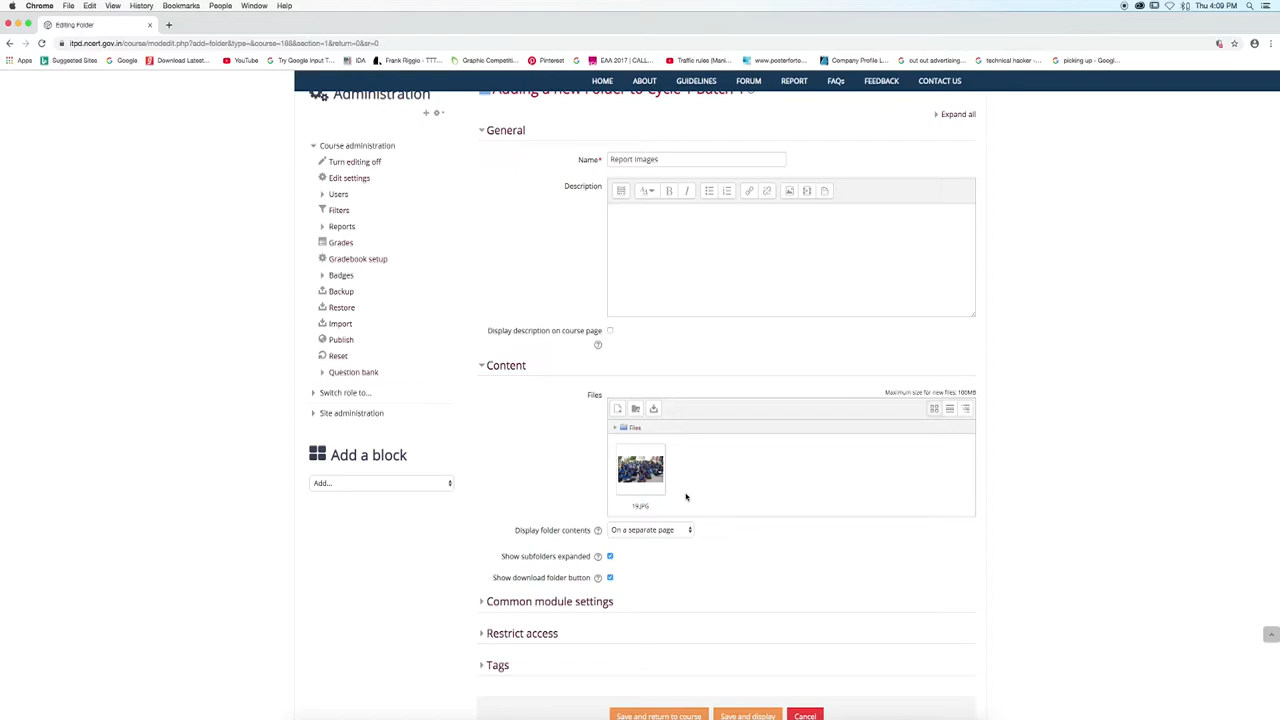 Chrome File Edit View History Bookmarks People Window Help Thu 4:09 PM
Editing Folder
itpd.ncert.gov.in/course/modedit.php?add=folder&type=&course=188&section=1&return=0&sr=0
Apps Suggested Sites Google Download Latest... YouTube Try Google Input T... IDA Frank Riggio - TTT... Graphic Competiti... Pinterest EAA 2017 | CALL... Traffic rules (Mani... www.posterforto... Company Profile L... cut out advertising... technical hacker -... picking up - Googl...
HOME ABOUT GUIDELINES FORUM REPORT FAQs FEEDBACK CONTACT US
Administration
Adding a new Folder to Cycle 1 Batch 1
Expand all
General
Course administration
Turn editing off
Edit settings
Users
Filters
Reports
Grades
Gradebook setup
Badges
Backup
Restore
Import
Publish
Reset
Question bank
Switch role to...
Site administration
Add a block
Add...
Name* Report Images
Description
Display description on course page
Content
Files
Maximum size for new files: 100MB
Files
19.JPG
Display folder contents On a separate page
Show subfolders expanded
Show download folder button
Common module settings
Restrict access
Tags
Save and return to course Save and display Cancel